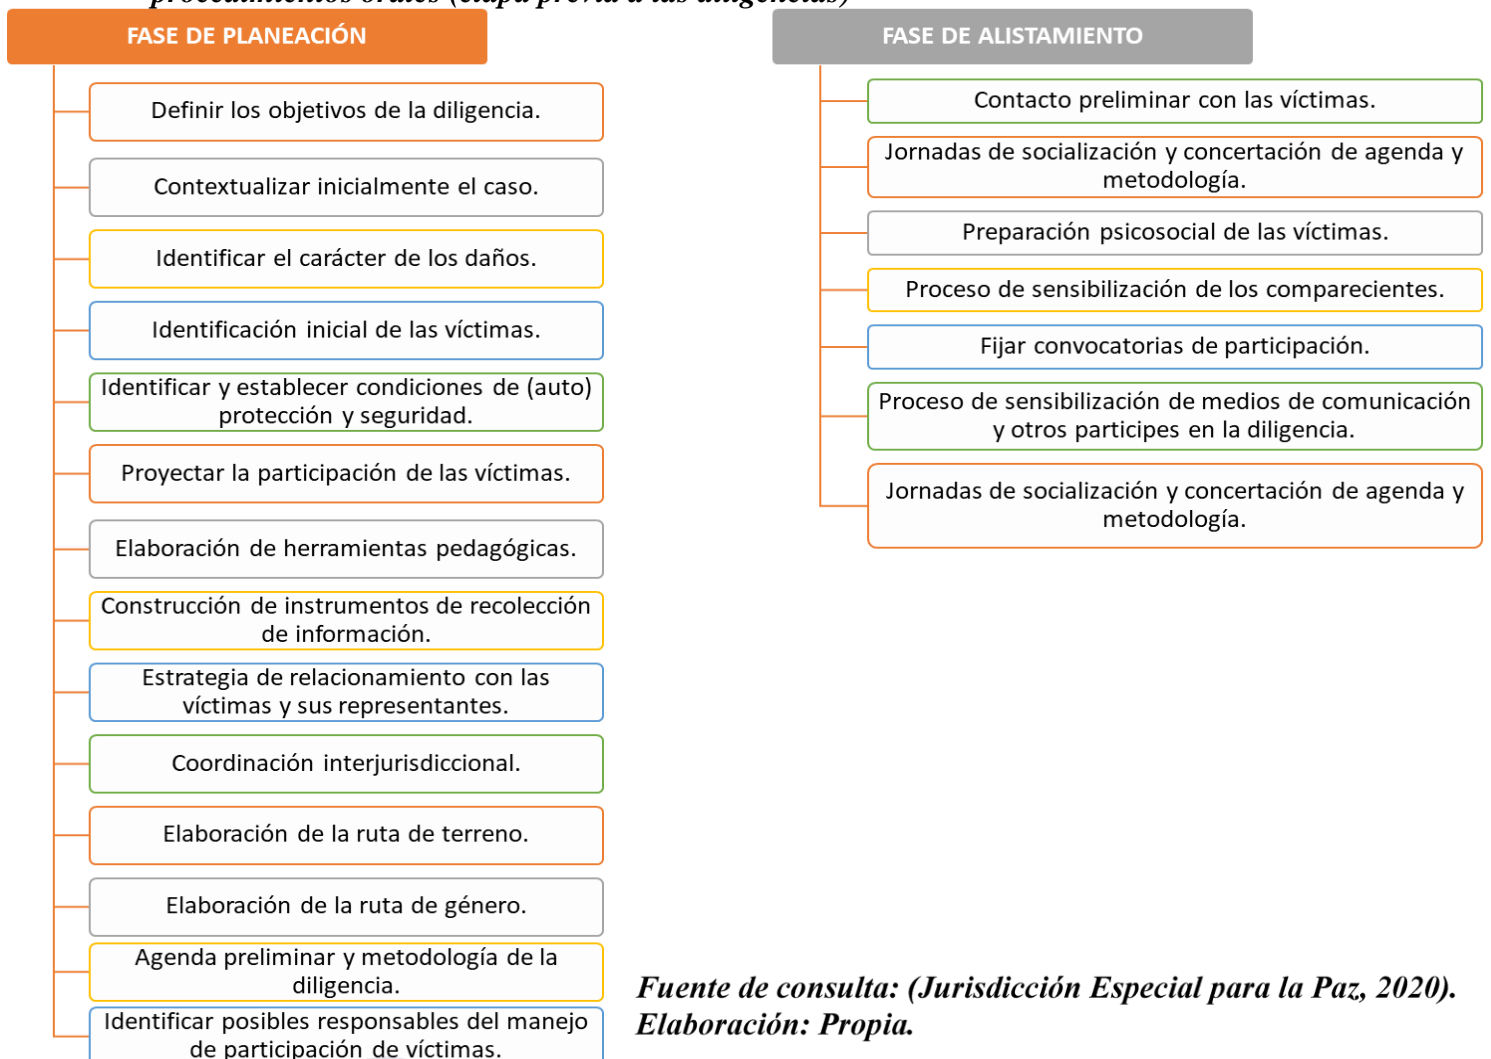 procedimientos orales (etapa previa a las diligencias)
FASE DE PLANEACIÓN
Definir los objetivos de la diligencia.
Contextualizar inicialmente el caso.
Identificar el carácter de los daños.
Identificación inicial de las víctimas.
Identificar y establecer condiciones de (auto)
protección y seguridad.
Proyectar la participación de las víctimas.
Elaboración de herramientas pedagógicas.
Construcción de instrumentos de recolección
de información.
Estrategia de relacionamiento con las
víctimas y sus representantes.
Coordinación interjurisdiccional.
Elaboración de la ruta de terreno.
Elaboración de la ruta de género.
Agenda preliminar y metodología de la
diligencia.
Identificar posibles responsables del manejo
de participación de víctimas.
FASE DE ALISTAMIENTO
Contacto preliminar con las víctimas.
Jornadas de socialización y concertación de agenda y
metodología.
Preparación psicosocial de las víctimas.
Proceso de sensibilización de los comparecientes.
Fijar convocatorias de participación.
Proceso de sensibilización de medios de comunicación
y otros participes en la diligencia.
Jornadas de socialización y concertación de agenda y
metodología.
Fuente de consulta: (Jurisdicción Especial para la Paz, 2020).
Elaboración: Propia.